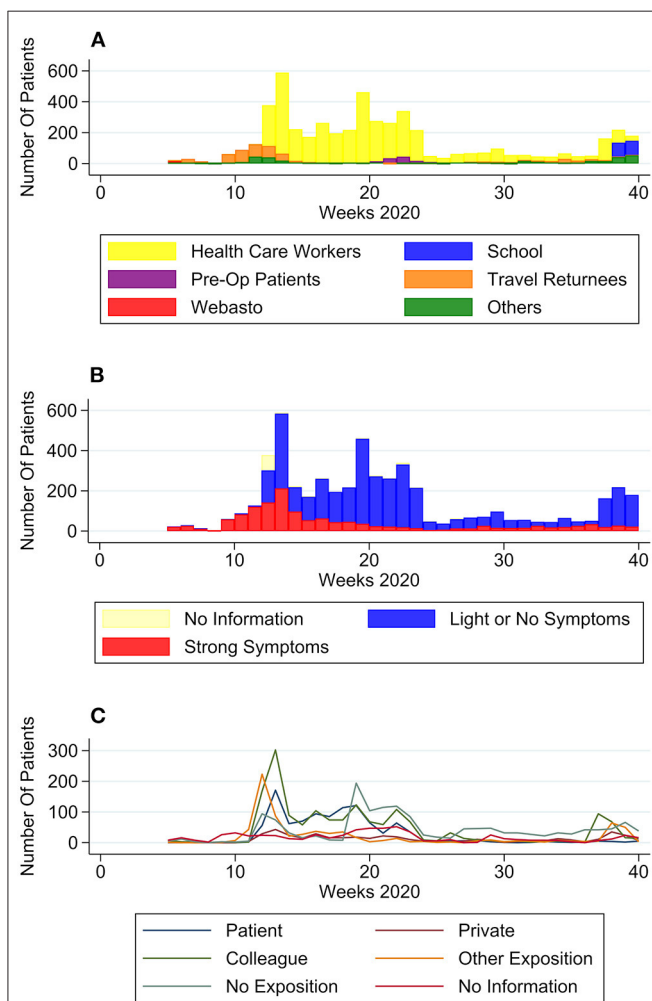 A
600
400
200
0
Number Of Patients
0 10 20 30 40
Weeks 2020
Health Care Workers School
Pre-Op Patients Travel Returnees
Webasto Others
B
600
400
200
0
Number Of Patients
0 10 20 30 40
Weeks 2020
No Information Light or No Symptoms
Strong Symptoms
C
300
200
100
0
Number Of Patients
0 10 20 30 40
Weeks 2020
Patient Private
Colleague Other Exposition
No Exposition No Information